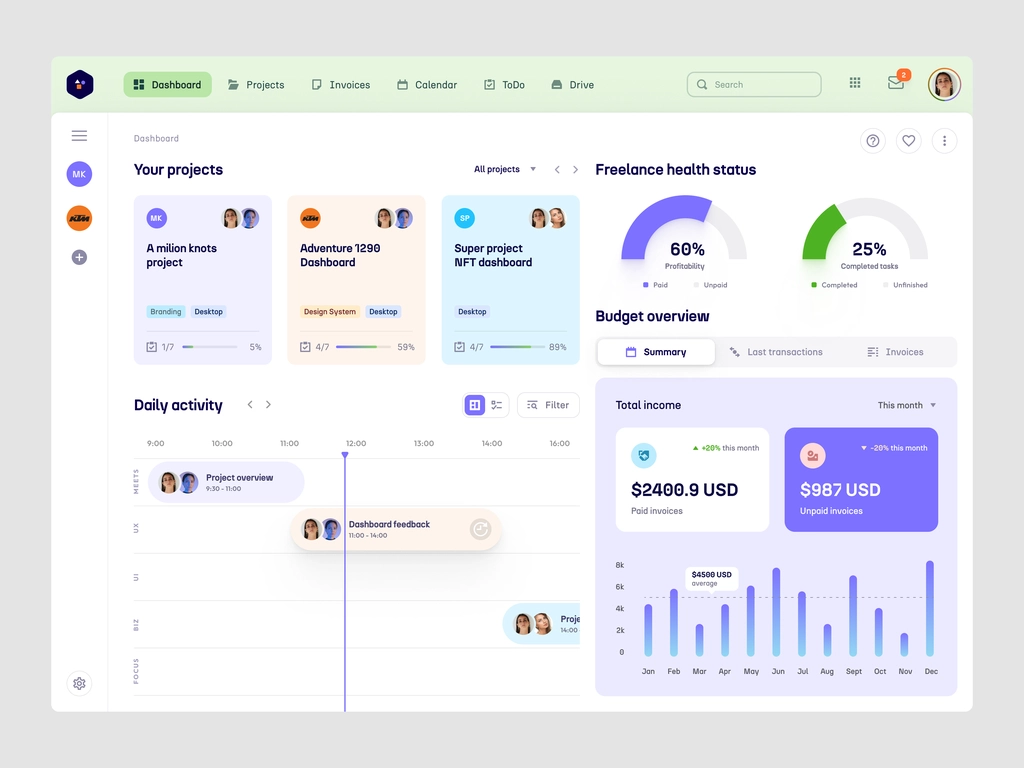 Dashboard
Projects
Invoices
Calendar
ToDo
Drive
Search
2
Dashboard
MK
KTM
Your projects
All projects
MK
A milion knots
project
Branding
Desktop
1/7
5%
KTM
Adventure 1290
Dashboard
Design System
Desktop
4/7
59%
SP
Super project
NFT dashboard
Desktop
4/7
89%
Daily activity
Filter
9:00
10:00
11:00
12:00
13:00
14:00
16:00
MEETS
Project overview
9:30 - 11:00
UX
Dashboard feedback
11:00 - 14:00
UI
BIZ
Proje
14:00
FOCUS
Freelance health status
60%
Profitability
Paid
Unpaid
25%
Completed tasks
Completed
Unfinished
Budget overview
Summary
Last transactions
Invoices
Total income
This month
+20% this month
$2400.9 USD
Paid invoices
-20% this month
$987 USD
Unpaid invoices
8k
6k
4k
2k
0
$4500 USD
average
Jan
Feb
Mar
Apr
May
Jun
Jul
Aug
Sept
Oct
Nov
Dec